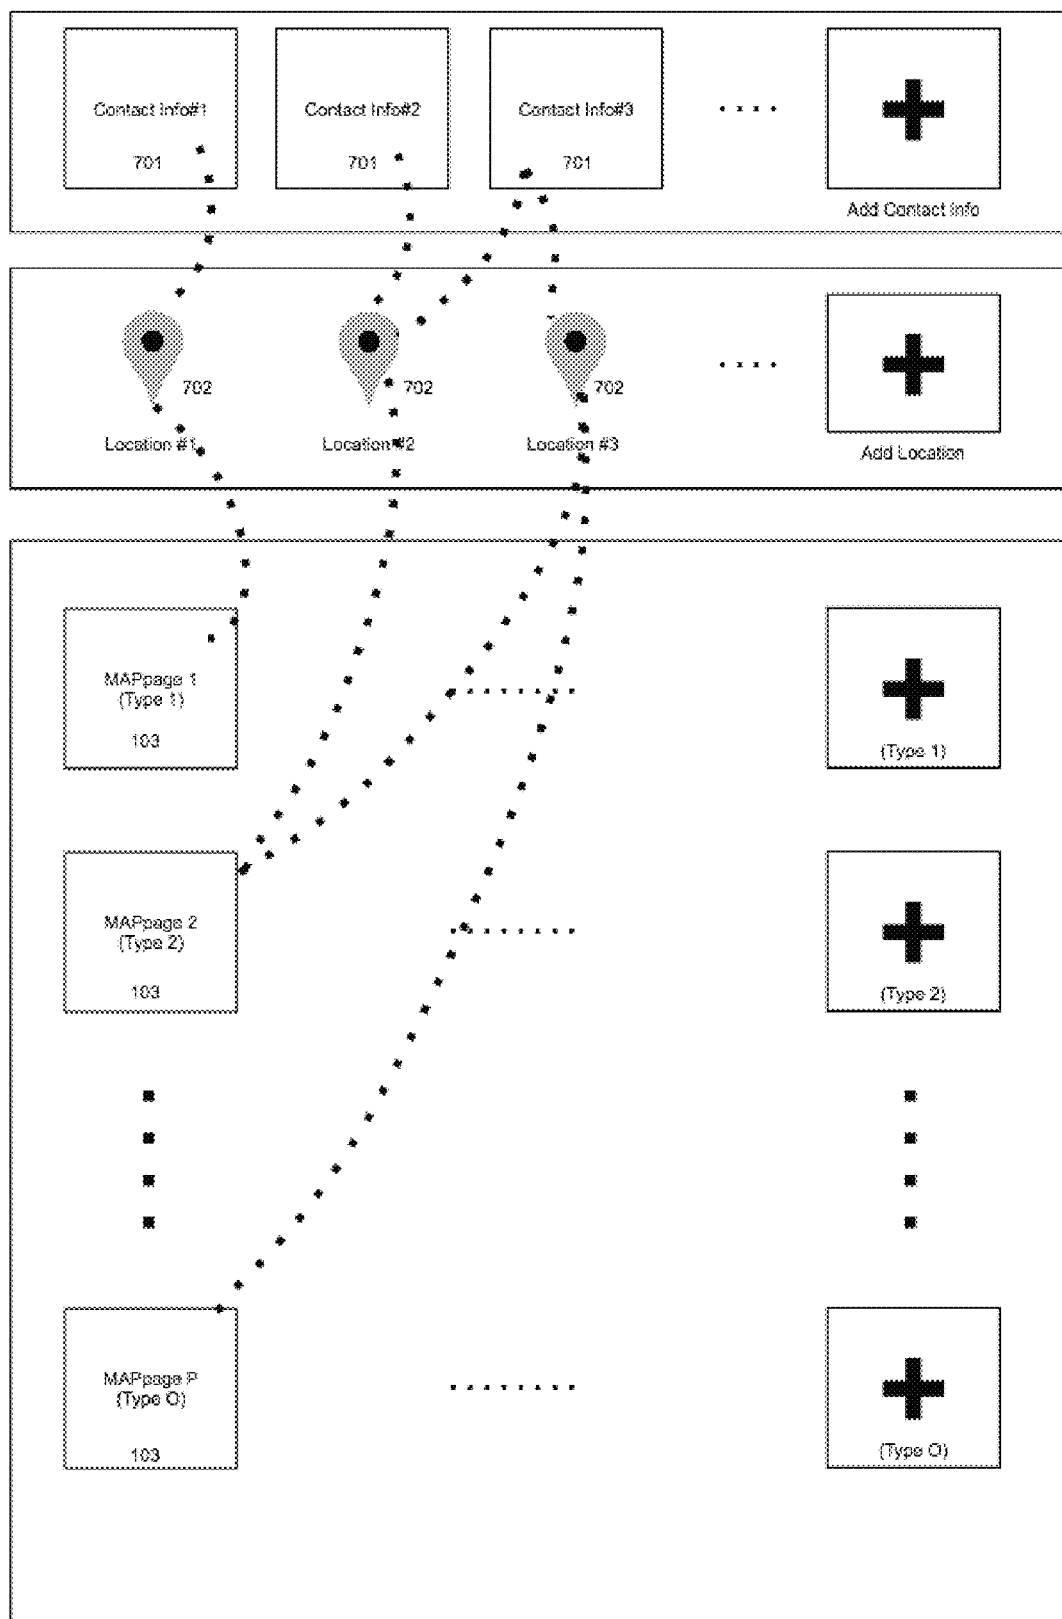 Contact Info#1
701
Contact Info#2
701
Contact Info#3
701
Add Contact Info
702
Location #1
702
Location #2
702
Location #3
Add Location
MAPpage 1
(Type 1)
103
(Type 1)
MAPpage 2
(Type 2)
103
(Type 2)
MAPpage P
(Type O)
103
(Type O)